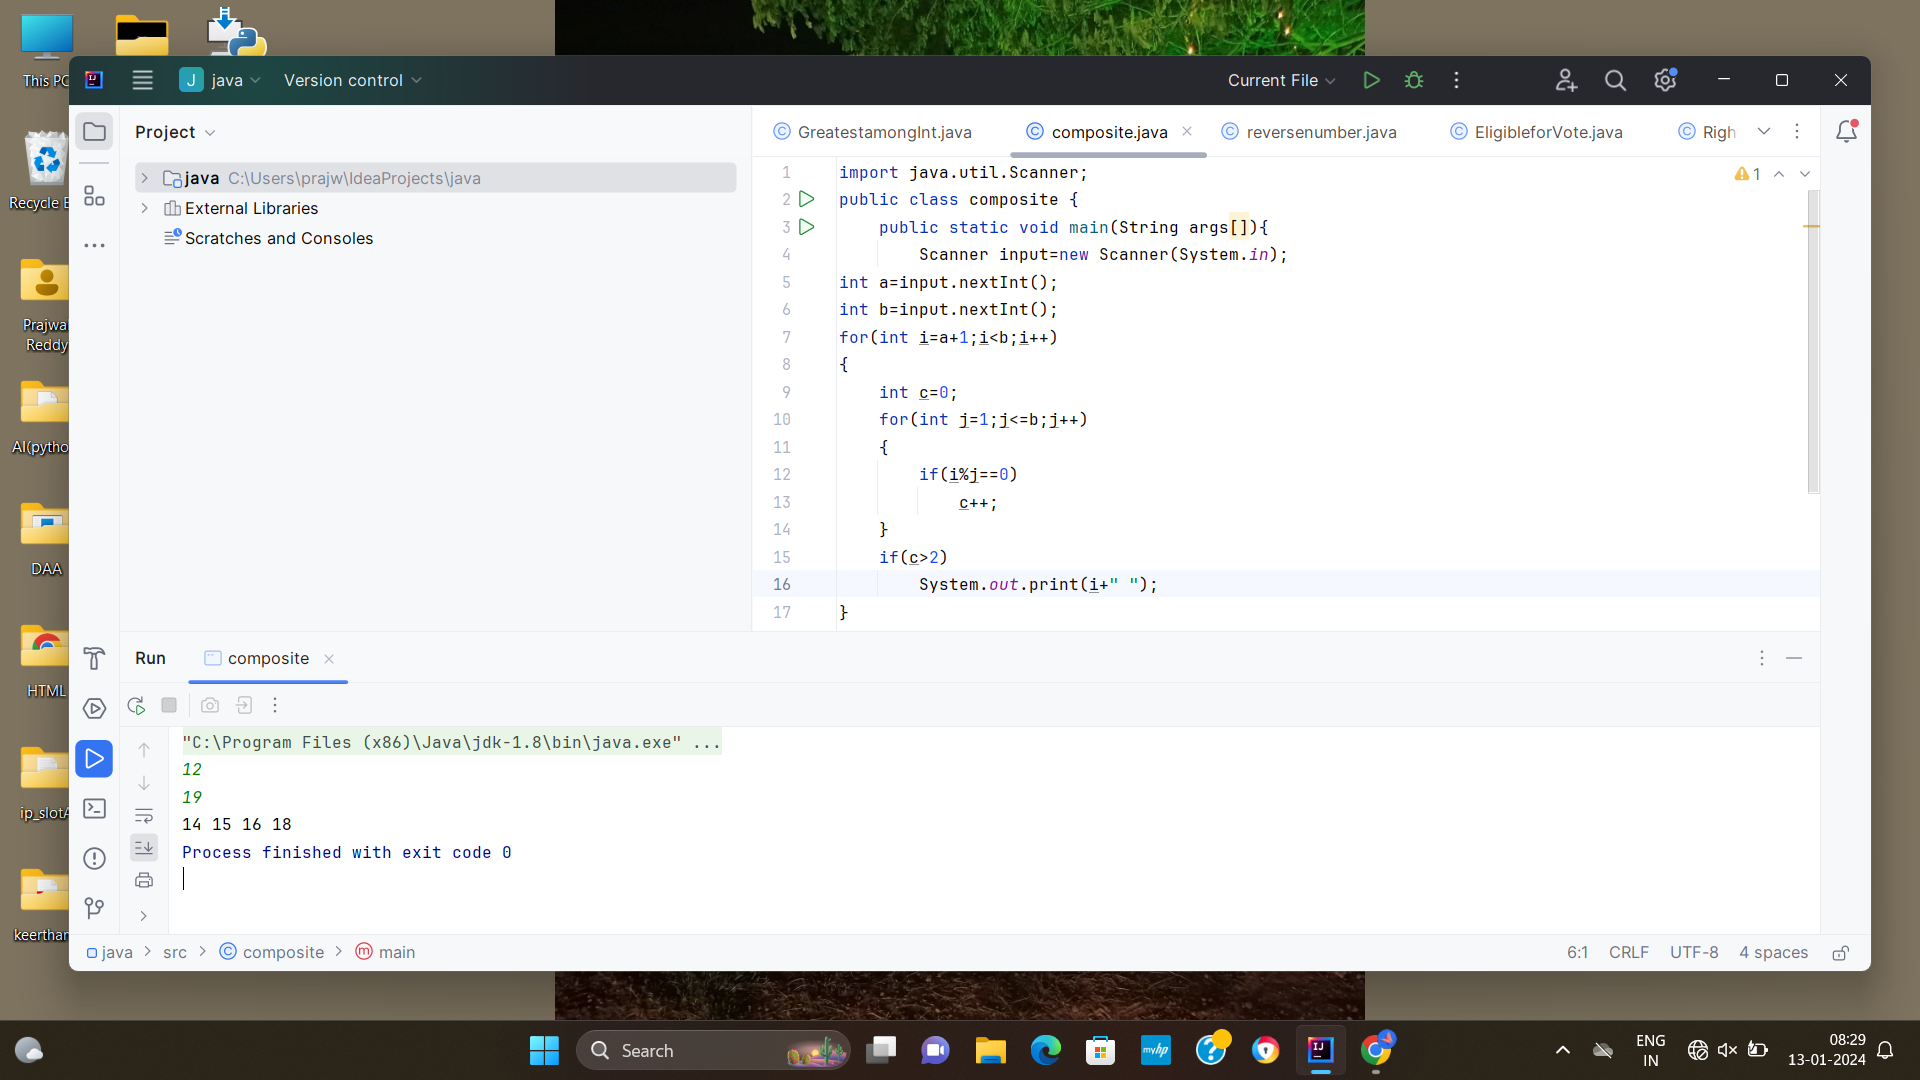 This PC
J java
Version control
Current File
Project
GreatestamongInt.java
composite.java
reversenumber.java
EligibleforVote.java
Righ
java C:\Users\prajw\IdeaProjects\java
External Libraries
Scratches and Consoles
1 import java.util.Scanner;
2 public class composite {
3 public static void main(String args[]){
4 Scanner input=new Scanner(System.in);
5 int a=input.nextInt();
6 int b=input.nextInt();
7 for(int i=a+1;i<b;i++)
8 {
9 int c=0;
10 for(int j=1;j<=b;j++)
11 {
12 if(i%j==0)
13 c++;
14 }
15 if(c>2)
16 System.out.print(i+" ");
17 }
1
Recycle B
Prajwa
Reddy
AI(pytho
DAA
HTML
ip_slotA
keerthan
Run
composite
"C:\Program Files (x86)\Java\jdk-1.8\bin\java.exe" ...
12
19
14 15 16 18
Process finished with exit code 0
java > src > composite > main
6:1 CRLF UTF-8 4 spaces
Search
myhp
ENG
IN
08:29
13-01-2024